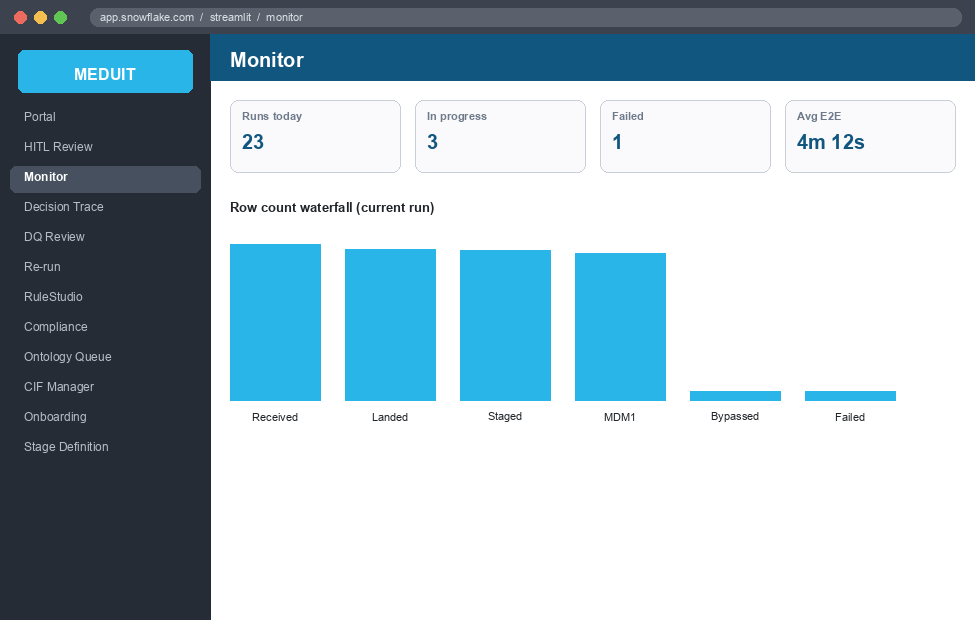 app.snowflake.com / streamlit / monitor
MEDUIT
Portal
HITL Review
Monitor
Decision Trace
DQ Review
Re-run
RuleStudio
Compliance
Ontology Queue
CIF Manager
Onboarding
Stage Definition
Monitor
Runs today
23
In progress
3
Failed
1
Avg E2E
4m 12s
Row count waterfall (current run)
Received
Landed
Staged
MDM1
Bypassed
Failed